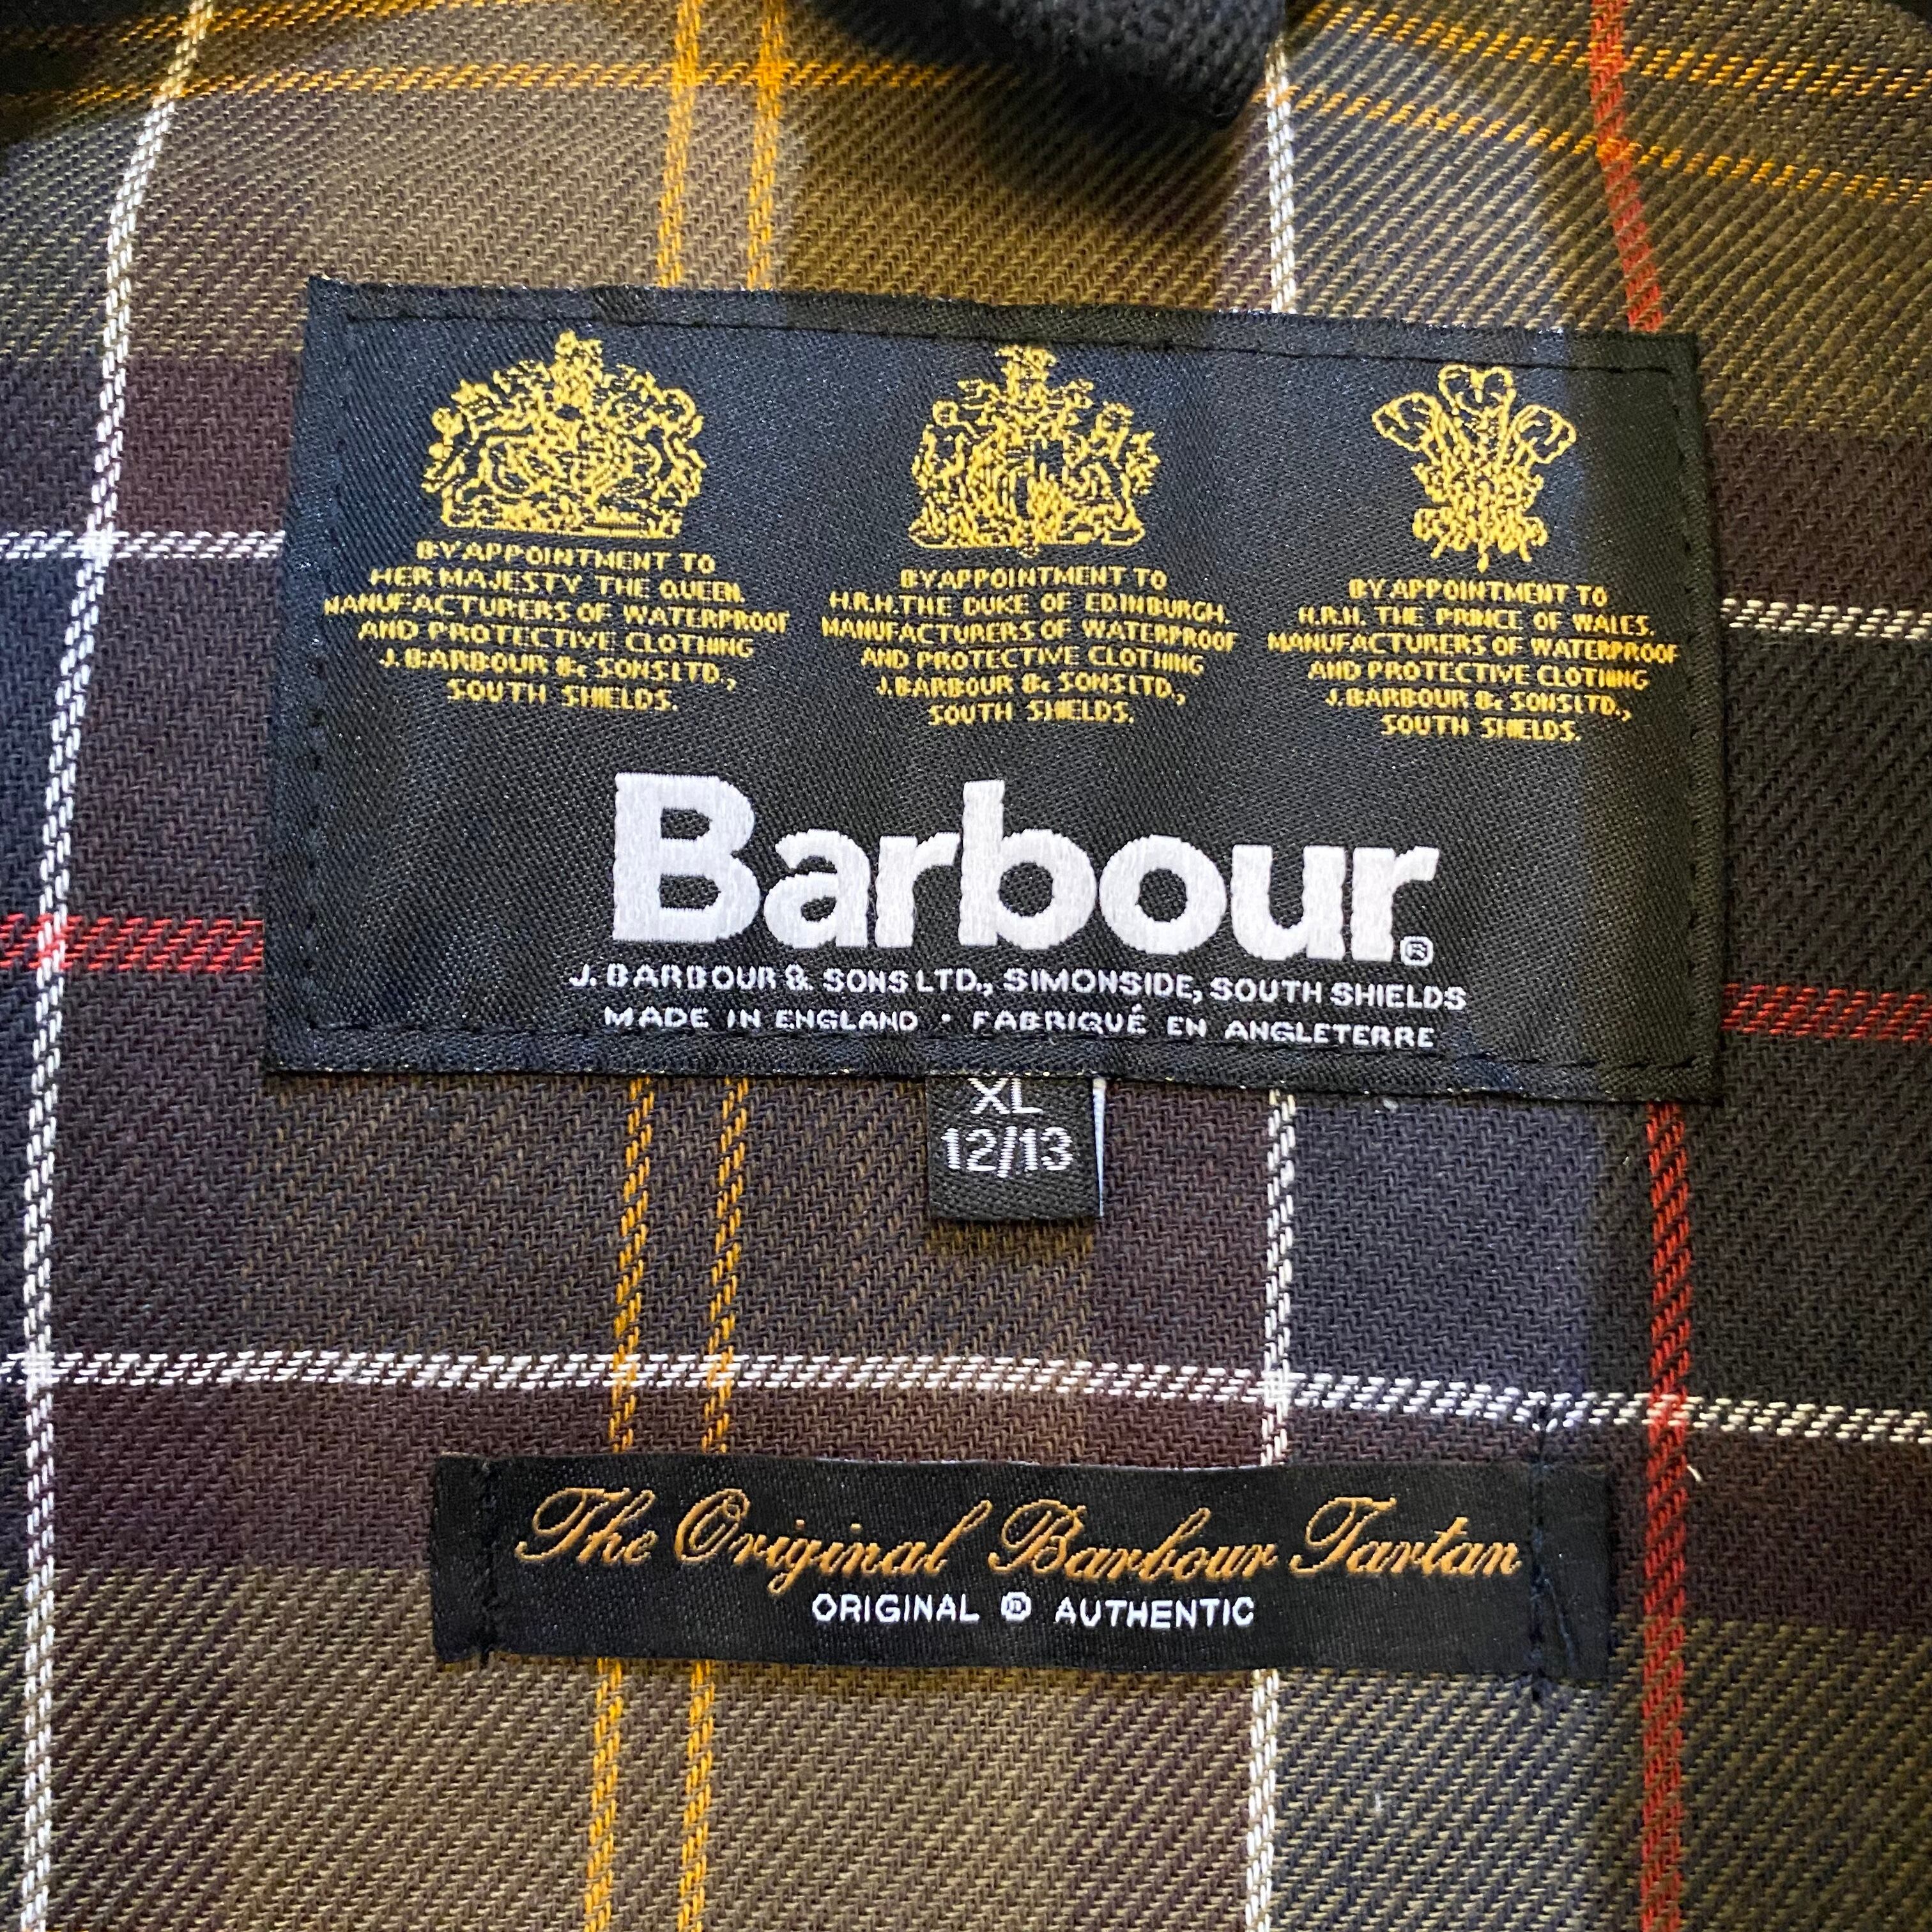 BY APPOINTMENT TO
HER MAJESTY THE QUEEN.
MANUFACTURERS OF WATERPROOF
AND PROTECTIVE CLOTHING
J. BARBOUR & SONS LTD.,
SOUTH SHIELDS.
BY APPOINTMENT TO
H.R.H. THE DUKE OF EDINBURGH.
MANUFACTURERS OF WATERPROOF
AND PROTECTIVE CLOTHING
J. BARBOUR & SONS LTD.,
SOUTH SHIELDS.
BY APPOINTMENT TO
H.R.H. THE PRINCE OF WALES.
MANUFACTURERS OF WATERPROOF
AND PROTECTIVE CLOTHING
J. BARBOUR & SONS LTD.,
SOUTH SHIELDS.
Barbour®
J. BARBOUR & SONS LTD., SIMONSIDE, SOUTH SHIELDS
MADE IN ENGLAND · FABRIQUÉ EN ANGLETERRE
XL
12/13
The Original Barbour Tartan
ORIGINAL ® AUTHENTIC